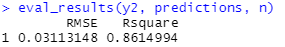 > eval_results(y2, predictions, n)
        RMSE   Rsquare
1 0.03113148 0.8614994